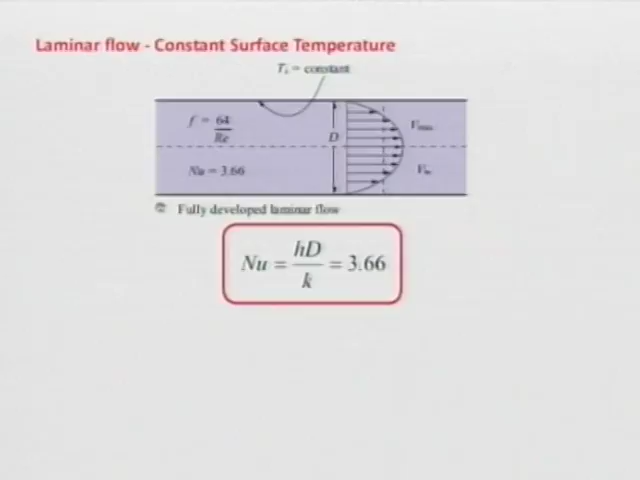 Laminar flow - Constant Surface Temperature
Tₛ = constant
f = 64/Re
D
Vmax
Nu = 3.66
Vm
Fully developed laminar flow
Nu = hD/k = 3.66